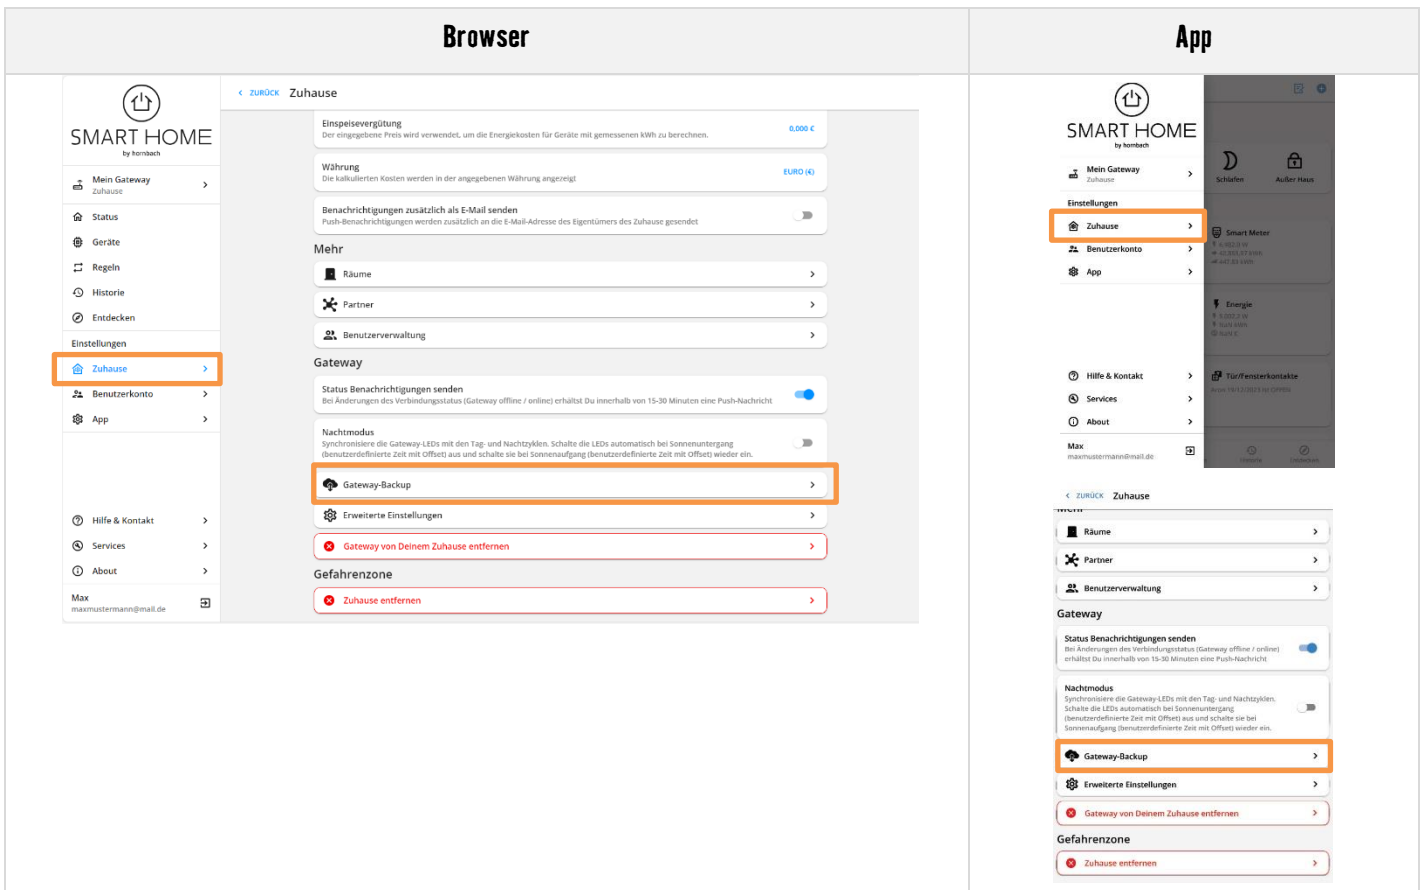 Browser
App
SMART HOME
by hornbach
Mein Gateway
Zuhause
Status
Geräte
Regeln
Historie
Entdecken
Einstellungen
Zuhause
Benutzerkonto
App
Hilfe & Kontakt
Services
About
Max
maxmustermann@mail.de
ZURÜCK Zuhause
Einspeisevergütung
Der eingegebene Preis wird verwendet, um die Energiekosten für Geräte mit gemessenen kWh zu berechnen.
0,000 €
Währung
Die kalkulierten Kosten werden in der angegebenen Währung angezeigt
EURO (€)
Benachrichtigungen zusätzlich als E-Mail senden
Push-Benachrichtigungen werden zusätzlich an die E-Mail-Adresse des Eigentümers des Zuhause gesendet
Mehr
Räume
Partner
Benutzerverwaltung
Gateway
Status Benachrichtigungen senden
Bei Änderungen des Verbindungsstatus (Gateway offline / online) erhältst Du innerhalb von 15-30 Minuten eine Push-Nachricht
Nachtmodus
Synchronisiere die Gateway-LEDs mit den Tag- und Nachtzyklen. Schalte die LEDs automatisch bei Sonnenuntergang
(benutzerdefinierte Zeit mit Offset) aus und schalte sie bei Sonnenaufgang (benutzerdefinierte Zeit mit Offset) wieder ein.
Gateway-Backup
Erweiterte Einstellungen
Gateway von Deinem Zuhause entfernen
Gefahrenzone
Zuhause entfernen
SMART HOME
by hornbach
Mein Gateway
Zuhause
Einstellungen
Zuhause
Benutzerkonto
App
Hilfe & Kontakt
Services
About
Max
maxmustermann@mail.de
Schlafen
Außer Haus
Smart Meter
Energie
Tür/Fensterkontakte
Historie
Entdecken
ZURÜCK Zuhause
Mehr
Räume
Partner
Benutzerverwaltung
Gateway
Status Benachrichtigungen senden
Bei Änderungen des Verbindungsstatus (Gateway offline / online)
erhältst Du innerhalb von 15-30 Minuten eine Push-Nachricht
Nachtmodus
Synchronisiere die Gateway-LEDs mit den Tag- und Nachtzyklen.
Schalte die LEDs automatisch bei Sonnenuntergang
(benutzerdefinierte Zeit mit Offset) aus und schalte sie bei
Sonnenaufgang (benutzerdefinierte Zeit mit Offset) wieder ein.
Gateway-Backup
Erweiterte Einstellungen
Gateway von Deinem Zuhause entfernen
Gefahrenzone
Zuhause entfernen